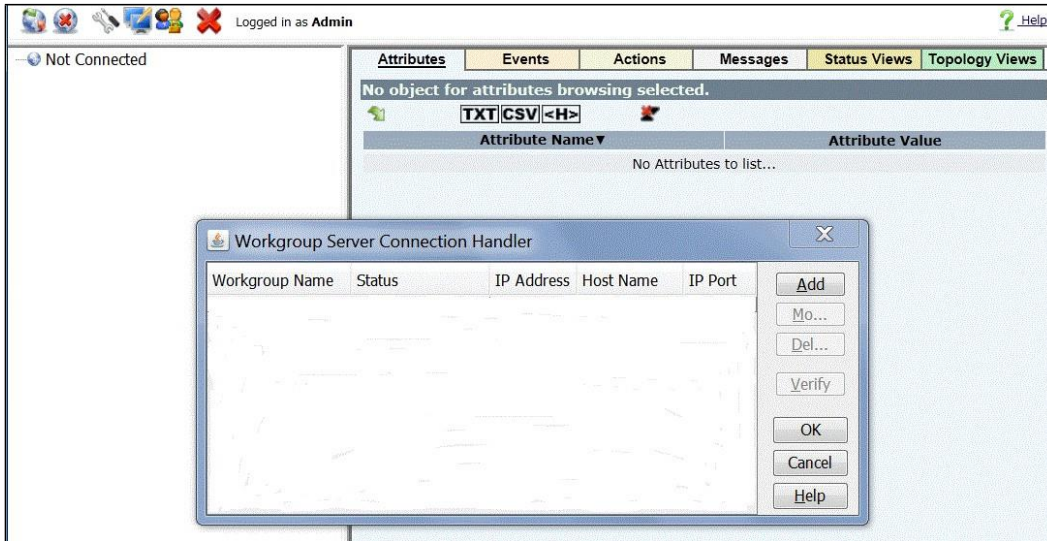 Logged in as Admin
Help
Not Connected
Attributes Events Actions Messages Status Views Topology Views
No object for attributes browsing selected.
TXT CSV <H>
Attribute Name▼ Attribute Value
No Attributes to list...
Workgroup Server Connection Handler
Workgroup Name Status IP Address Host Name IP Port
Add
Mo...
Del...
Verify
OK
Cancel
Help